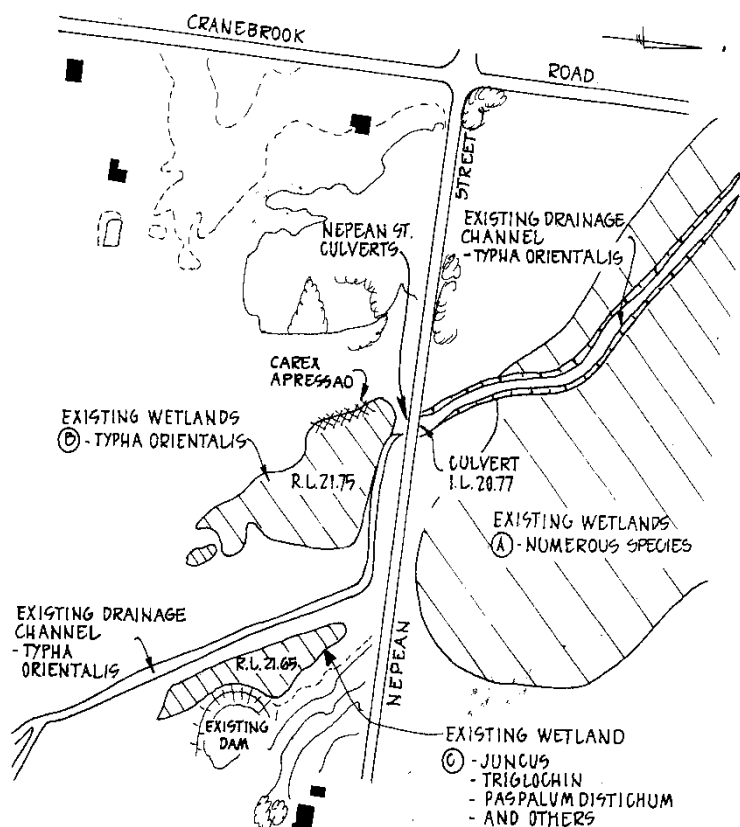 CRANEBROOK
ROAD
STREET
NEPEAN ST.
CULVERTS
EXISTING DRAINAGE
CHANNEL
- TYPHA ORIENTALIS
CAREX
APRESSAO
EXISTING WETLANDS
B - TYPHA ORIENTALIS
R.L. 21.75
CULVERT
I.L. 20.77
EXISTING WETLANDS
A - NUMEROUS SPECIES
EXISTING DRAINAGE
CHANNEL
- TYPHA
ORIENTALIS
R.L. 21.65
EXISTING
DAM
NEPEAN
EXISTING WETLAND
C - JUNCUS
- TRIGLOCHIN
- PASPALUM DISTICHUM
- AND OTHERS